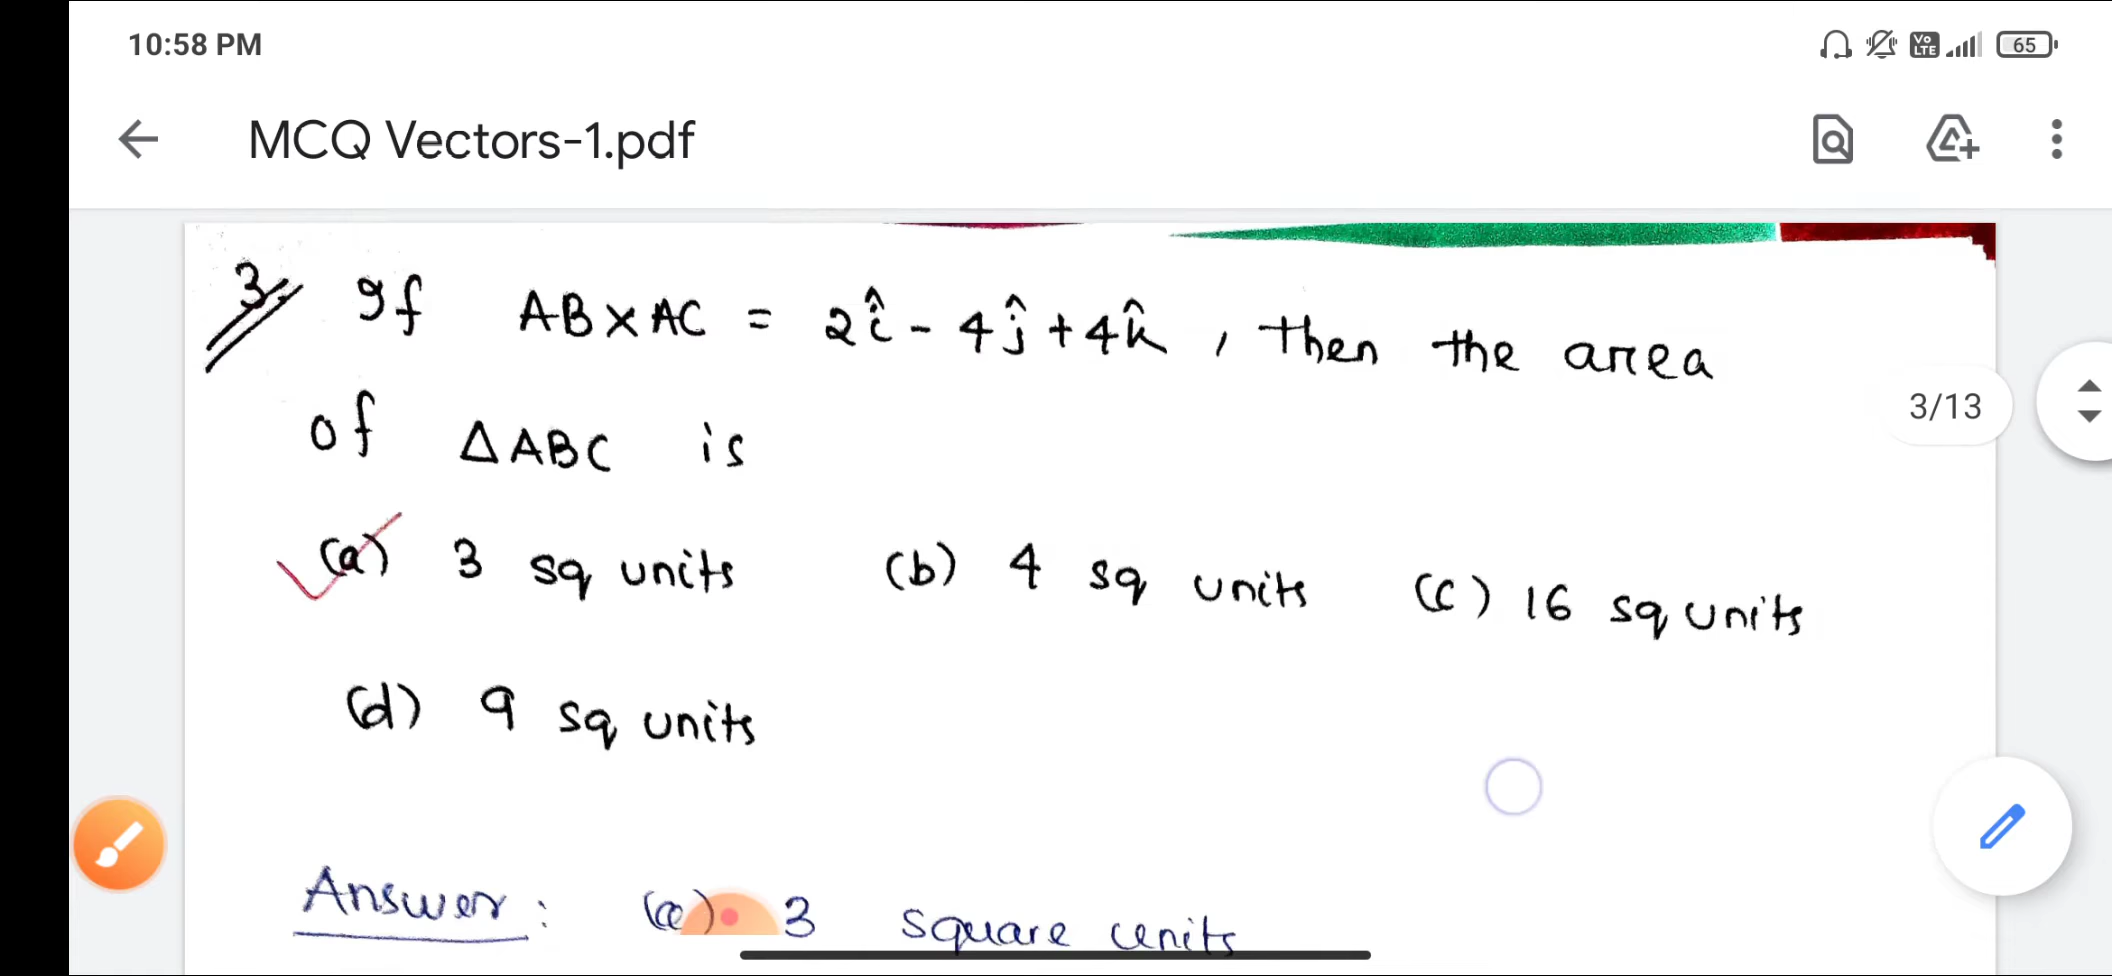 10:58 PM
Vo LTE
65
MCQ Vectors-1.pdf
3. If AB × AC = 2î - 4ĵ + 4k̂, then the area
3/13
of ΔABC is
(a) 3 sq units (b) 4 sq units (c) 16 sq units
(d) 9 sq units
Answer: (a) 3 square units